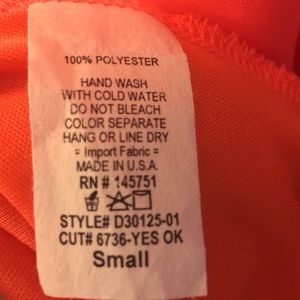 100% POLYESTER
HAND WASH
WITH COLD WATER
DO NOT BLEACH
COLOR SEPARATE
HANG OR LINE DRY
= Import Fabric =
MADE IN U.S.A.
RN # 145751
STYLE# D30125-01
CUT# 6736-YES OK
Small